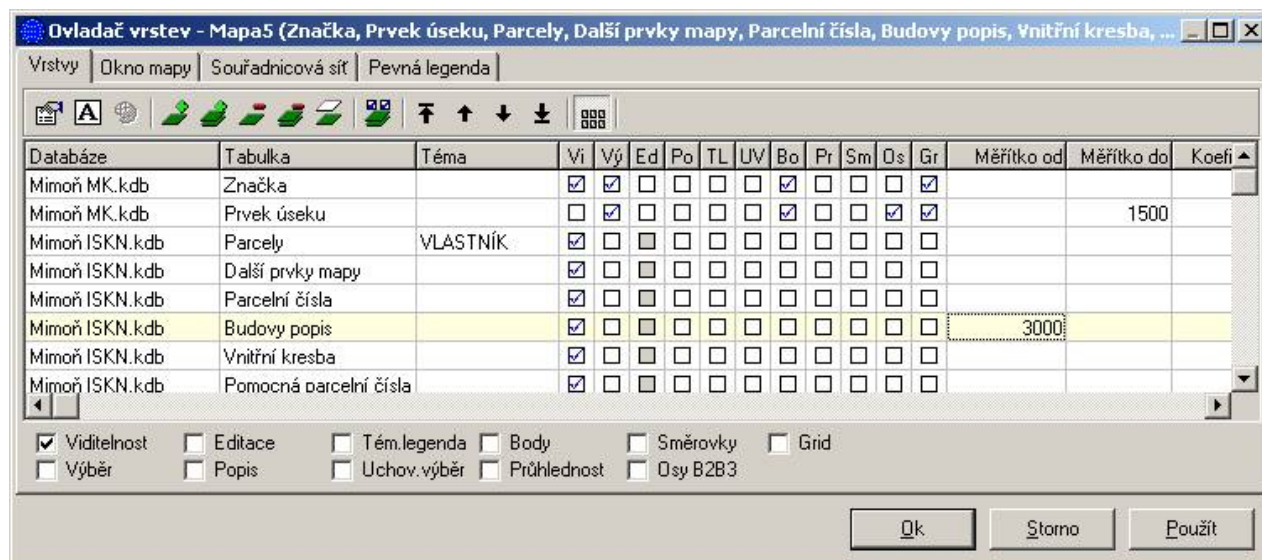 Ovladač vrstev - Mapa5 (Značka, Prvek úseku, Parcely, Další prvky mapy, Parcelní čísla, Budovy popis, Vnitřní kresba, ...
Vrstvy Okno mapy Souřadnicová síť Pevná legenda
A
Databáze Tabulka Téma Vi Vý Ed Po TL UV Bo Pr Sm Os Gr Měřítko od Měřítko do Koefi
Mimoň MK.kdb Značka
Mimoň MK.kdb Prvek úseku 1500
Mimoň ISKN.kdb Parcely VLASTNÍK
Mimoň ISKN.kdb Další prvky mapy
Mimoň ISKN.kdb Parcelní čísla
Mimoň ISKN.kdb Budovy popis 3000
Mimoň ISKN.kdb Vnitřní kresba
Mimoň ISKN.kdb Pomocná parcelní čísla
Viditelnost Editace Tém.legenda Body Směrovky Grid
Výběr Popis Uchov.výběr Průhlednost Osy B2B3
Ok Storno Použít